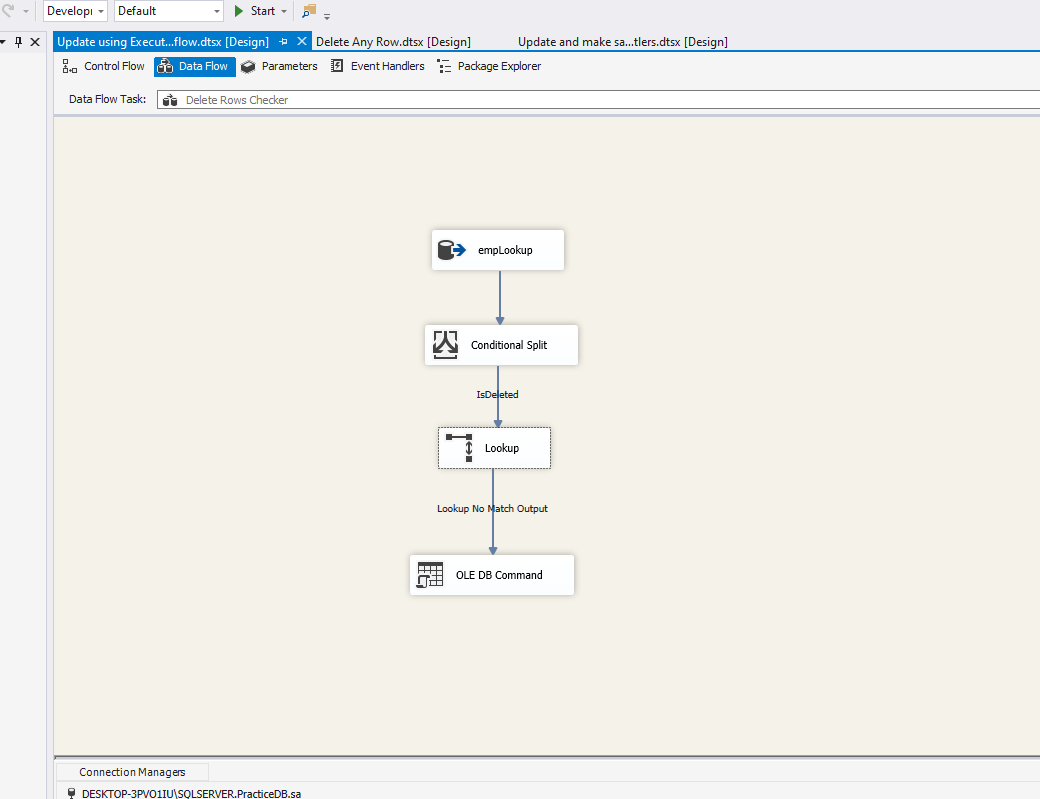 Developi Default Start
Update using Execut...flow.dtsx [Design] Delete Any Row.dtsx [Design] Update and make sa...tlers.dtsx [Design]
Control Flow Data Flow Parameters Event Handlers Package Explorer
Data Flow Task: Delete Rows Checker
empLookup
Conditional Split
IsDeleted
Lookup
Lookup No Match Output
OLE DB Command
Connection Managers
DESKTOP-3PVO1IU\SQLSERVER.PracticeDB.sa